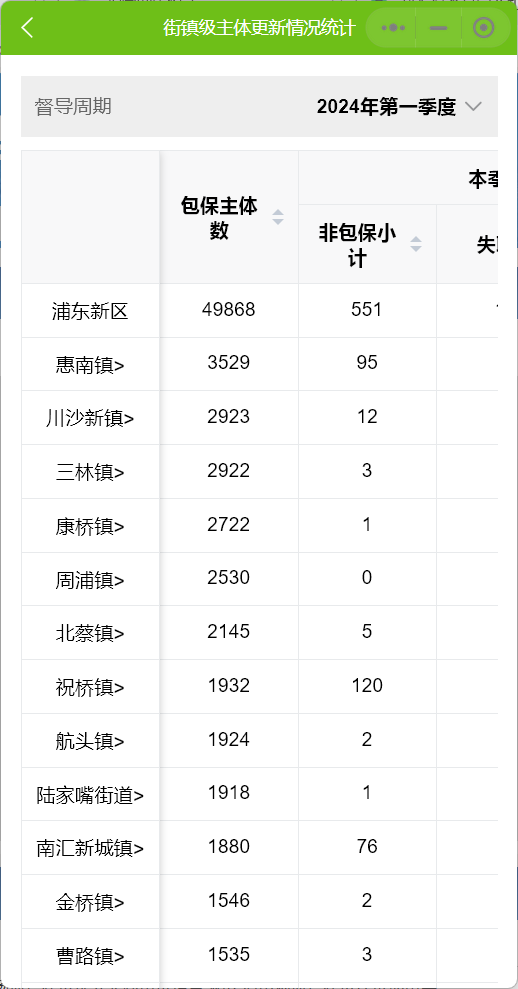 街镇级主体更新情况统计
督导周期 2024年第一季度
包保主体数
本季
非包保小计
浦东新区 49868 551
惠南镇> 3529 95
川沙新镇> 2923 12
三林镇> 2922 3
康桥镇> 2722 1
周浦镇> 2530 0
北蔡镇> 2145 5
祝桥镇> 1932 120
航头镇> 1924 2
陆家嘴街道> 1918 1
南汇新城镇> 1880 76
金桥镇> 1546 2
曹路镇> 1535 3